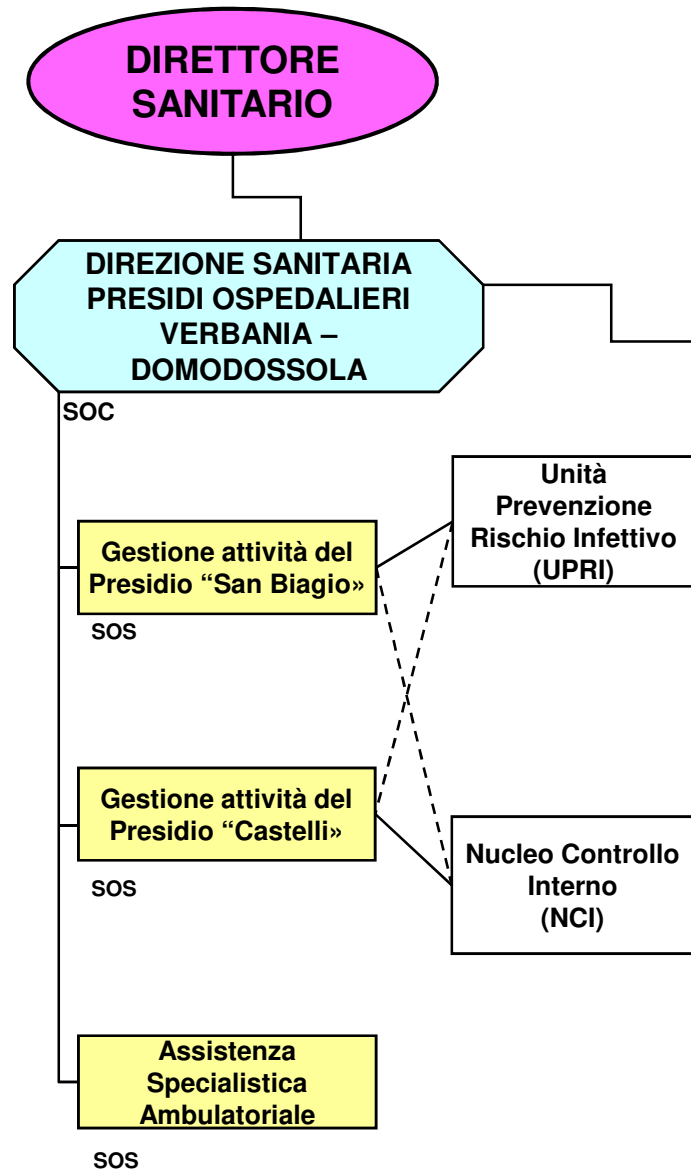 DIRETTORE
SANITARIO
DIREZIONE SANITARIA
PRESIDI OSPEDALIERI
VERBANIA –
DOMODOSSOLA
SOC
Unità
Prevenzione
Rischio Infettivo
(UPRI)
Gestione attività del
Presidio “San Biagio»
SOS
Gestione attività del
Presidio “Castelli»
SOS
Nucleo Controllo
Interno
(NCI)
Assistenza
Specialistica
Ambulatoriale
SOS